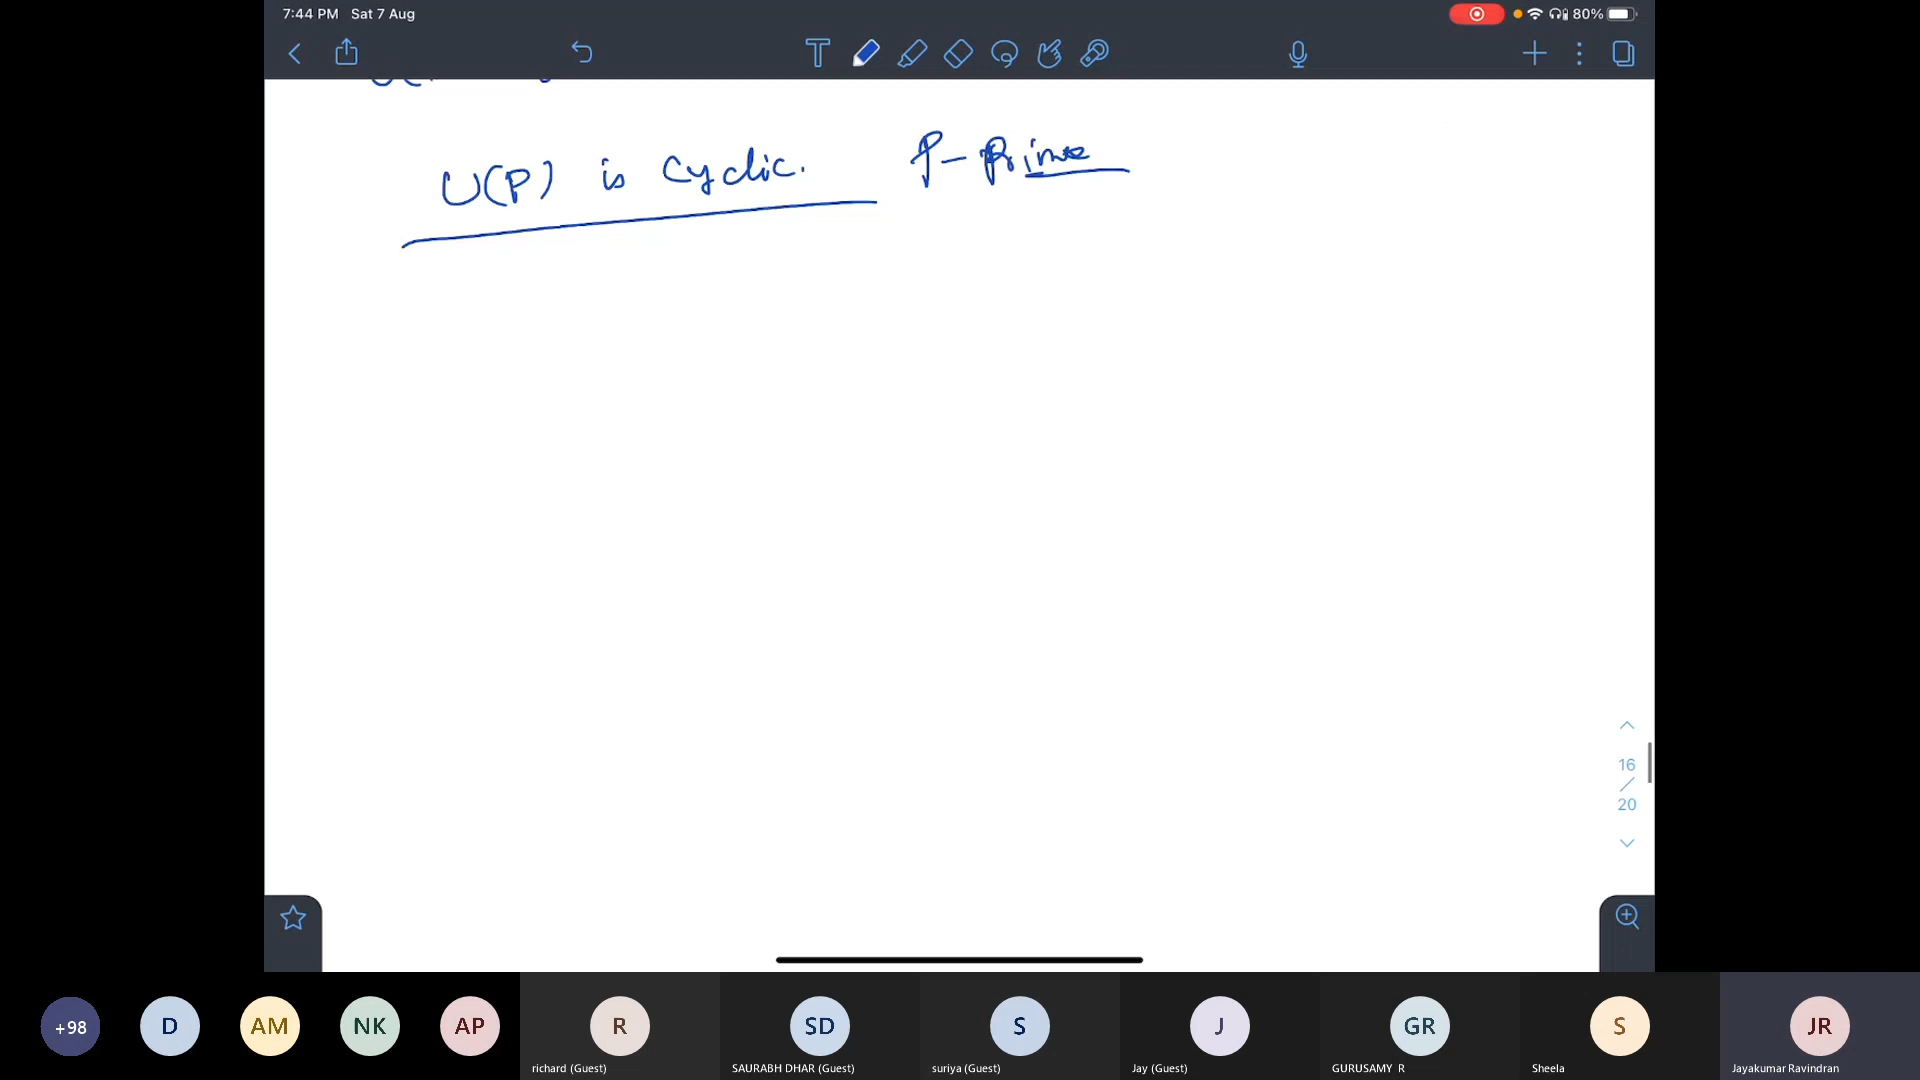 7:44 PM Sat 7 Aug
80%
U(P) is cyclic. P- Prime
16
20
+98
D
AM
NK
AP
R
SD
S
J
GR
S
JR
richard (Guest)
SAURABH DHAR (Guest)
suriya (Guest)
Jay (Guest)
GURUSAMY R
Sheela
Jayakumar Ravindran